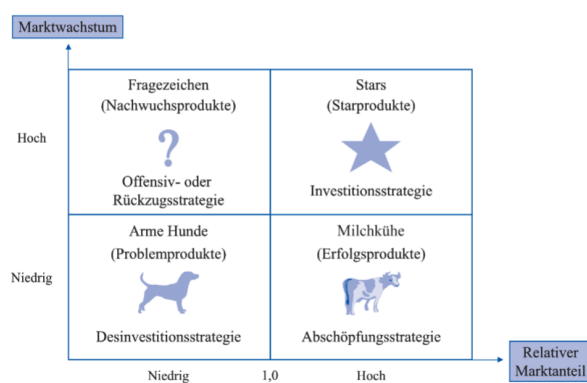 Marktwachstum
Fragezeichen
(Nachwuchsprodukte)
?
Offensiv- oder
Rückzugsstrategie
Stars
(Starprodukte)
Investitionsstrategie
Hoch
Arme Hunde
(Problemprodukte)
Desinvestitionsstrategie
Milchkühe
(Erfolgsprodukte)
Abschöpfungsstrategie
Niedrig
Niedrig
1,0
Hoch
Relativer
Marktanteil